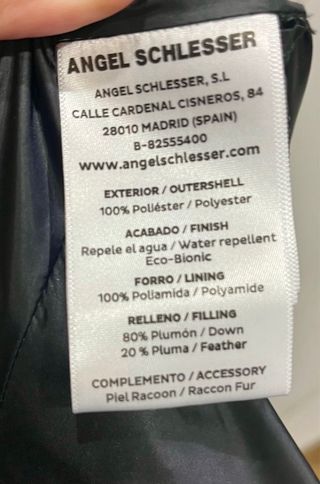 ANGEL SCHLESSER
ANGEL SCHLESSER, S.L
CALLE CARDENAL CISNEROS, 84
28010 MADRID (SPAIN)
B-82555400
www.angelschlesser.com
EXTERIOR / OUTERSHELL
100% Poliéster / Polyester
ACABADO / FINISH
Repele el agua / Water repellent
Eco-Bionic
FORRO / LINING
100% Poliamida / Polyamide
RELLENO / FILLING
80% Plumón / Down
20 % Pluma / Feather
COMPLEMENTO / ACCESSORY
Piel Racoon / Raccon Fur